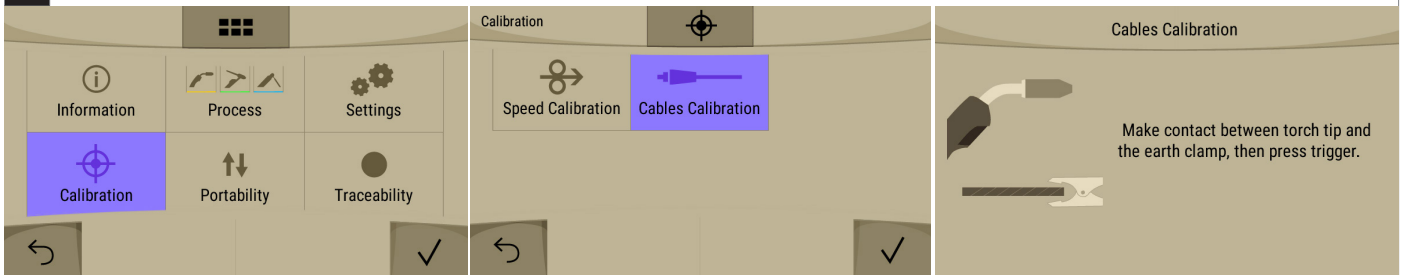 Information
Process
Settings
Calibration
Portability
Traceability
Calibration
Speed Calibration
Cables Calibration
Cables Calibration
Make contact between torch tip and
the earth clamp, then press trigger.